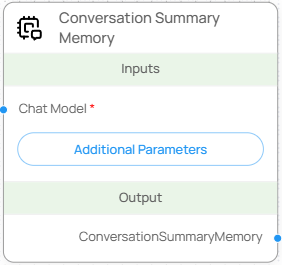 Conversation Summary
Memory
Inputs
Chat Model *
Additional Parameters
Output
ConversationSummaryMemory